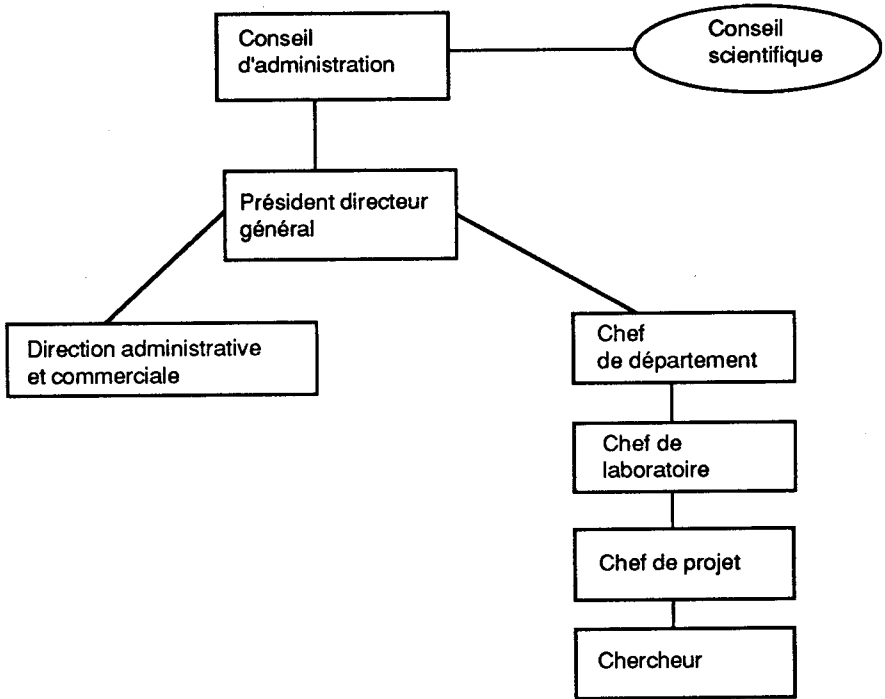 Conseil
d'administration
Conseil
scientifique
Président directeur
général
Direction administrative
et commerciale
Chef
de département
Chef de
laboratoire
Chef de projet
Chercheur